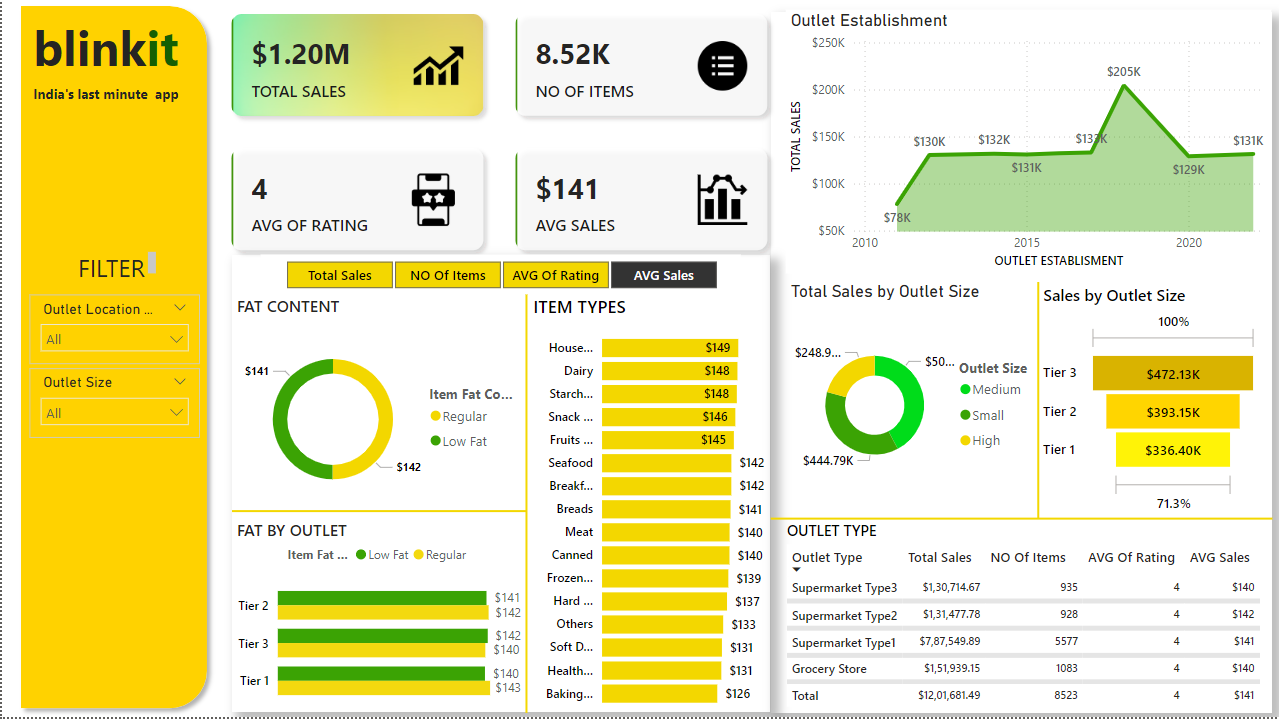 blinkit
India's last minute app
FILTER
Outlet Location ...
All
Outlet Size
All
$1.20M
TOTAL SALES
8.52K
NO OF ITEMS
4
AVG OF RATING
$141
AVG SALES
Total Sales
NO Of Items
AVG Of Rating
AVG Sales
FAT CONTENT
$141
$142
Item Fat Co...
Regular
Low Fat
FAT BY OUTLET
Item Fat ... Low Fat Regular
Tier 2 $141
$142
Tier 3 $142
$140
Tier 1 $140
$143
ITEM TYPES
House... $149
Dairy $148
Starch... $148
Snack ... $146
Fruits ... $145
Seafood $142
Breakf... $142
Breads $141
Meat $140
Canned $140
Frozen... $139
Hard ... $137
Others $133
Soft D... $131
Health... $131
Baking... $126
Outlet Establishment
TOTAL SALES
$250K
$200K
$150K
$100K
$50K
$78K
$130K
$132K
$131K
$133K
$205K
$129K
$131K
2010 2015 2020
OUTLET ESTABLISMENT
Total Sales by Outlet Size
$248.9...
$50...
$444.79K
Outlet Size
Medium
Small
High
Sales by Outlet Size
100%
Tier 3 $472.13K
Tier 2 $393.15K
Tier 1 $336.40K
71.3%
OUTLET TYPE
Outlet Type Total Sales NO Of Items AVG Of Rating AVG Sales
Supermarket Type3 $1,30,714.67 935 4 $140
Supermarket Type2 $1,31,477.78 928 4 $142
Supermarket Type1 $7,87,549.89 5577 4 $141
Grocery Store $1,51,939.15 1083 4 $140
Total $12,01,681.49 8523 4 $141